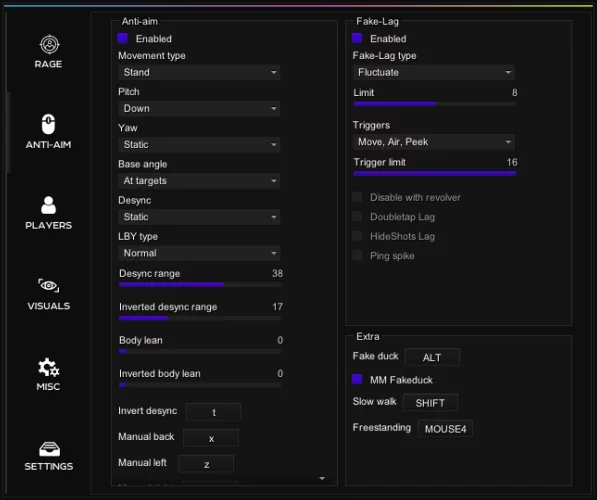 RAGE
ANTI-AIM
PLAYERS
VISUALS
MISC
SETTINGS
Anti-aim
Enabled
Movement type
Stand
Pitch
Down
Yaw
Static
Base angle
At targets
Desync
Static
LBY type
Normal
Desync range 38
Inverted desync range 17
Body lean 0
Inverted body lean 0
Invert desync t
Manual back x
Manual left z
Fake-Lag
Enabled
Fake-Lag type
Fluctuate
Limit 8
Triggers
Move, Air, Peek
Trigger limit 16
Disable with revolver
Doubletap Lag
HideShots Lag
Ping spike
Extra
Fake duck ALT
MM Fakeduck
Slow walk SHIFT
Freestanding MOUSE4